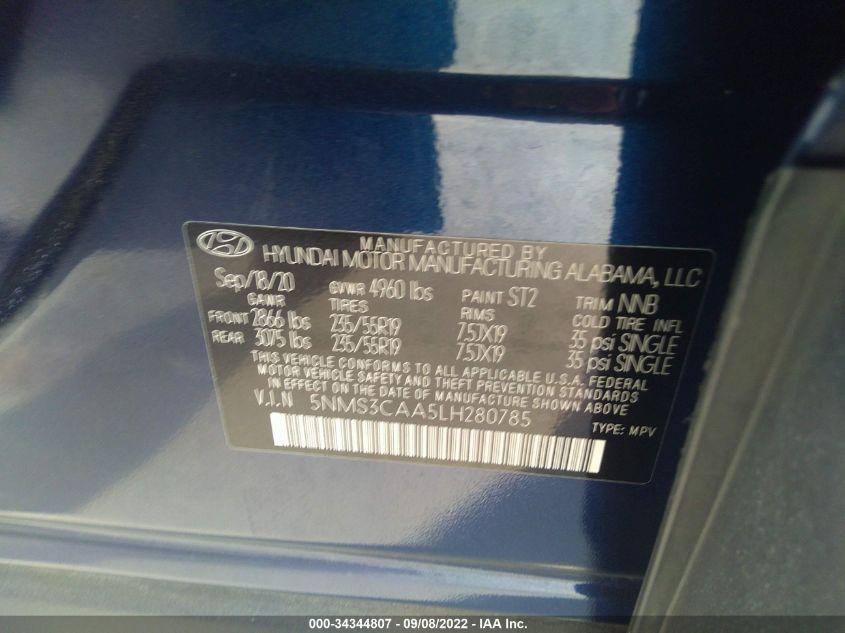 MANUFACTURED BY
HYUNDAI MOTOR MANUFACTURING ALABAMA, LLC
Sep/18/20 GVWR 4960 lbs PAINT ST2 TRIM NNB
GAWR TIRES RIMS COLD TIRE INFL
FRONT 2866 lbs 235/55R19 7.5JX19 35 psi SINGLE
REAR 3075 lbs 235/55R19 7.5JX19 35 psi SINGLE
THIS VEHICLE CONFORMS TO ALL APPLICABLE U.S.A. FEDERAL
MOTOR VEHICLE SAFETY AND THEFT PREVENTION STANDARDS
IN EFFECT ON THE DATE OF MANUFACTURE SHOWN ABOVE
V.I.N 5NMS3CAA5LH280785 TYPE: MPV
000-34344807 - 09/08/2022 - IAA Inc.